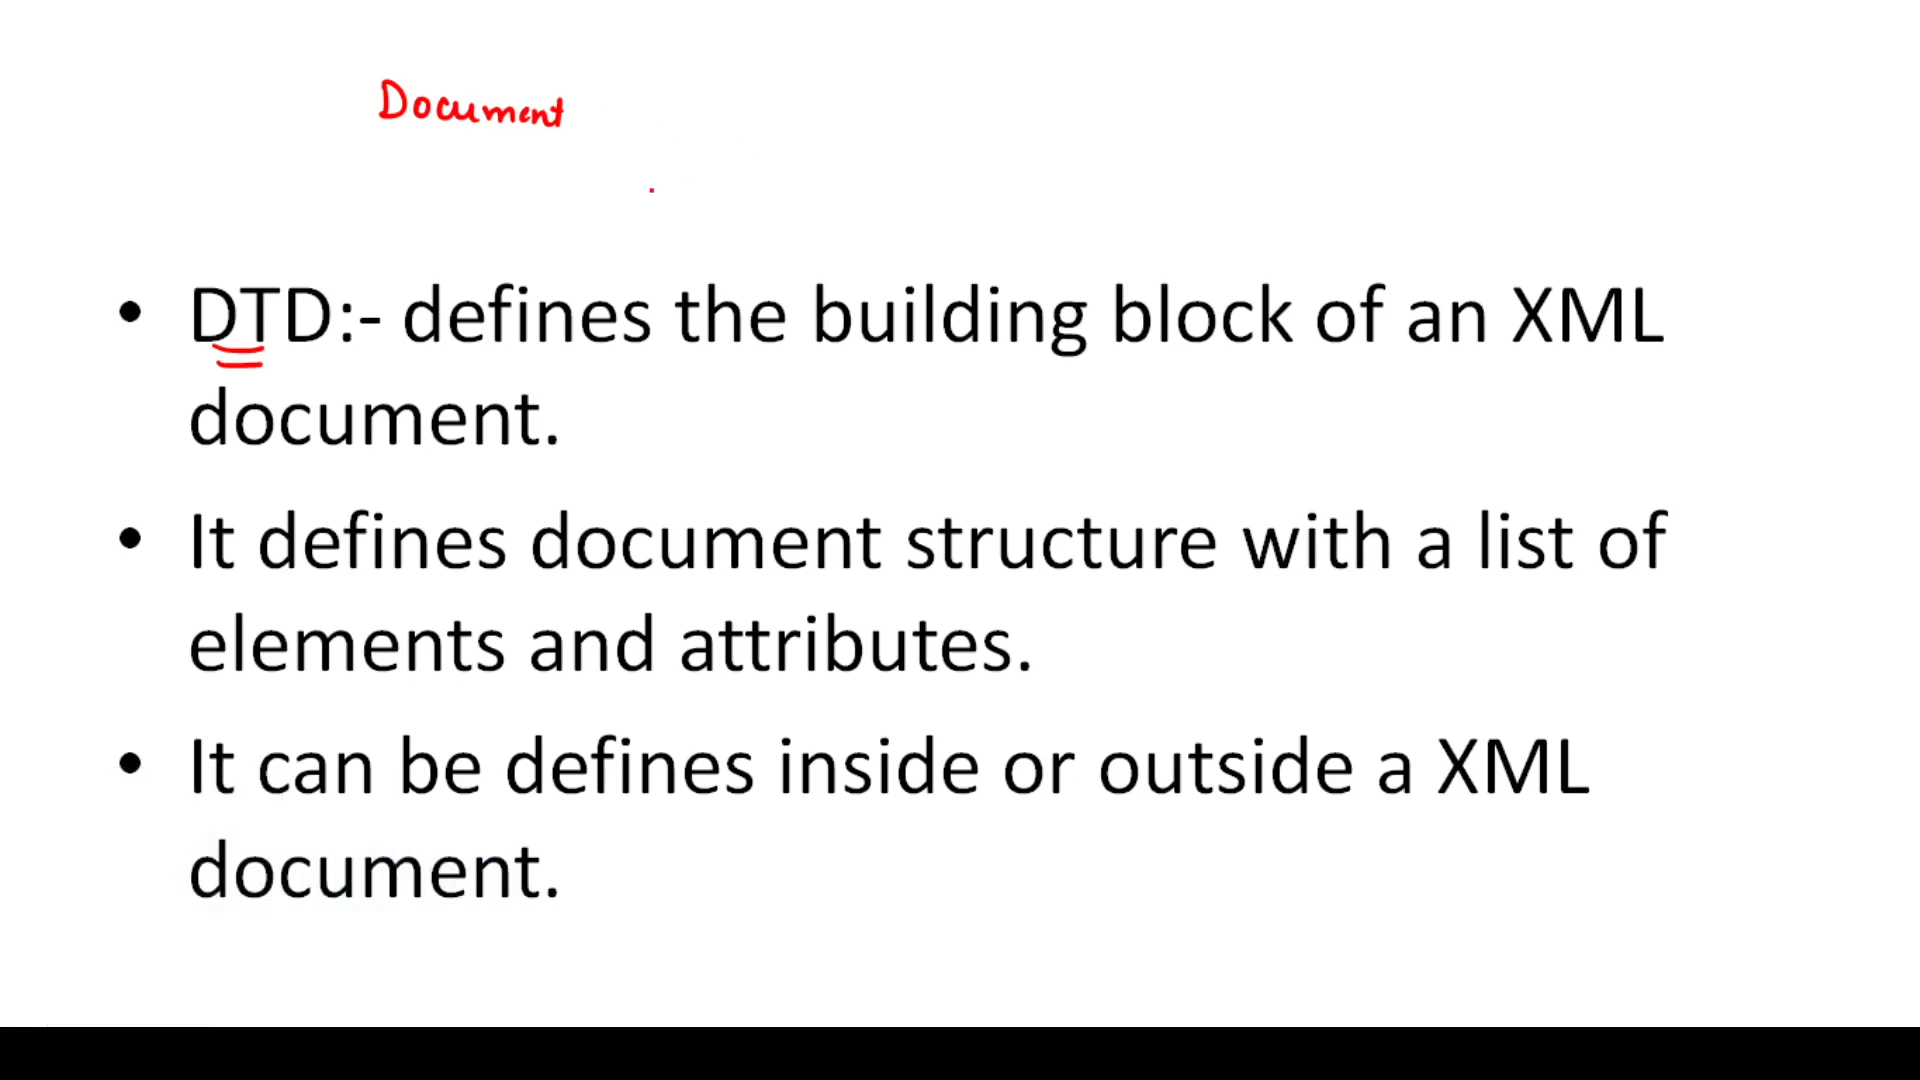 Document
• DTD:- defines the building block of an XML
document.
• It defines document structure with a list of
elements and attributes.
• It can be defines inside or outside a XML
document.